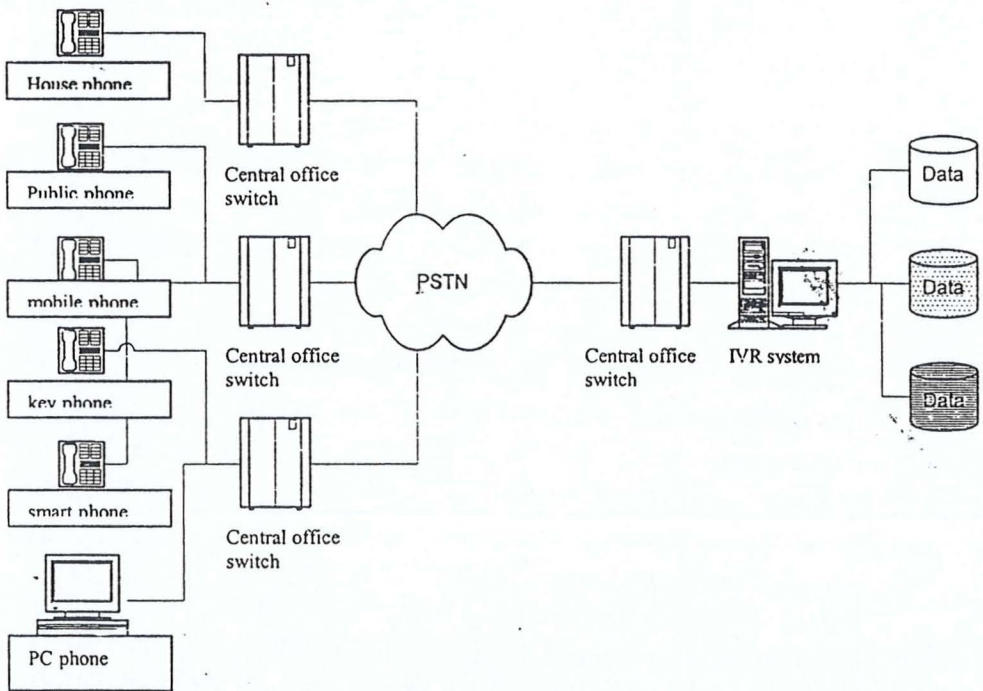 House phone
Public phone
mobile phone
key phone
smart phone
PC phone
Central office
switch
Central office
switch
Central office
switch
PSTN
Central office
switch
IVR system
Data
Data
Data